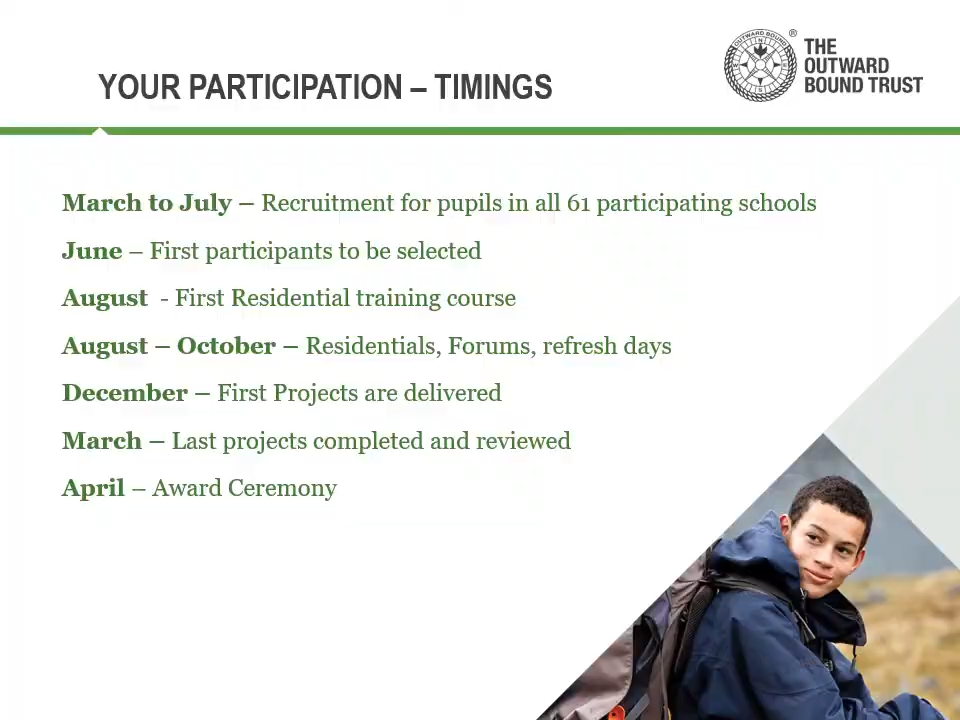 YOUR PARTICIPATION – TIMINGS
®
THE
OUTWARD
BOUND TRUST
OUTWARD BOUND
March to July – Recruitment for pupils in all 61 participating schools
June – First participants to be selected
August - First Residential training course
August – October – Residentials, Forums, refresh days
December – First Projects are delivered
March – Last projects completed and reviewed
April – Award Ceremony